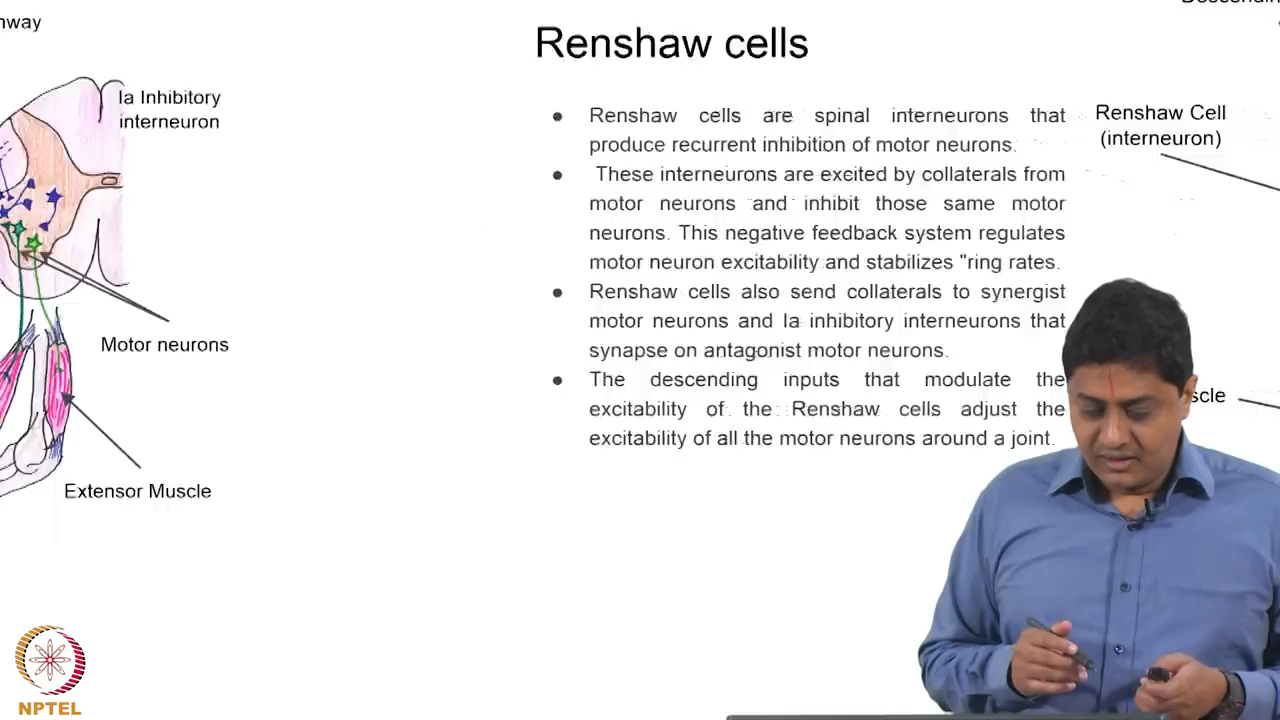 nway
Ia Inhibitory
interneuron
Motor neurons
Extensor Muscle
Renshaw cells
● Renshaw cells are spinal interneurons that
produce recurrent inhibition of motor neurons.
● These interneurons are excited by collaterals from
motor neurons and inhibit those same motor
neurons. This negative feedback system regulates
motor neuron excitability and stabilizes "ring rates.
● Renshaw cells also send collaterals to synergist
motor neurons and Ia inhibitory interneurons that
synapse on antagonist motor neurons.
● The descending inputs that modulate the
excitability of the Renshaw cells adjust the
excitability of all the motor neurons around a joint.
Renshaw Cell
(interneuron)
scle
NPTEL